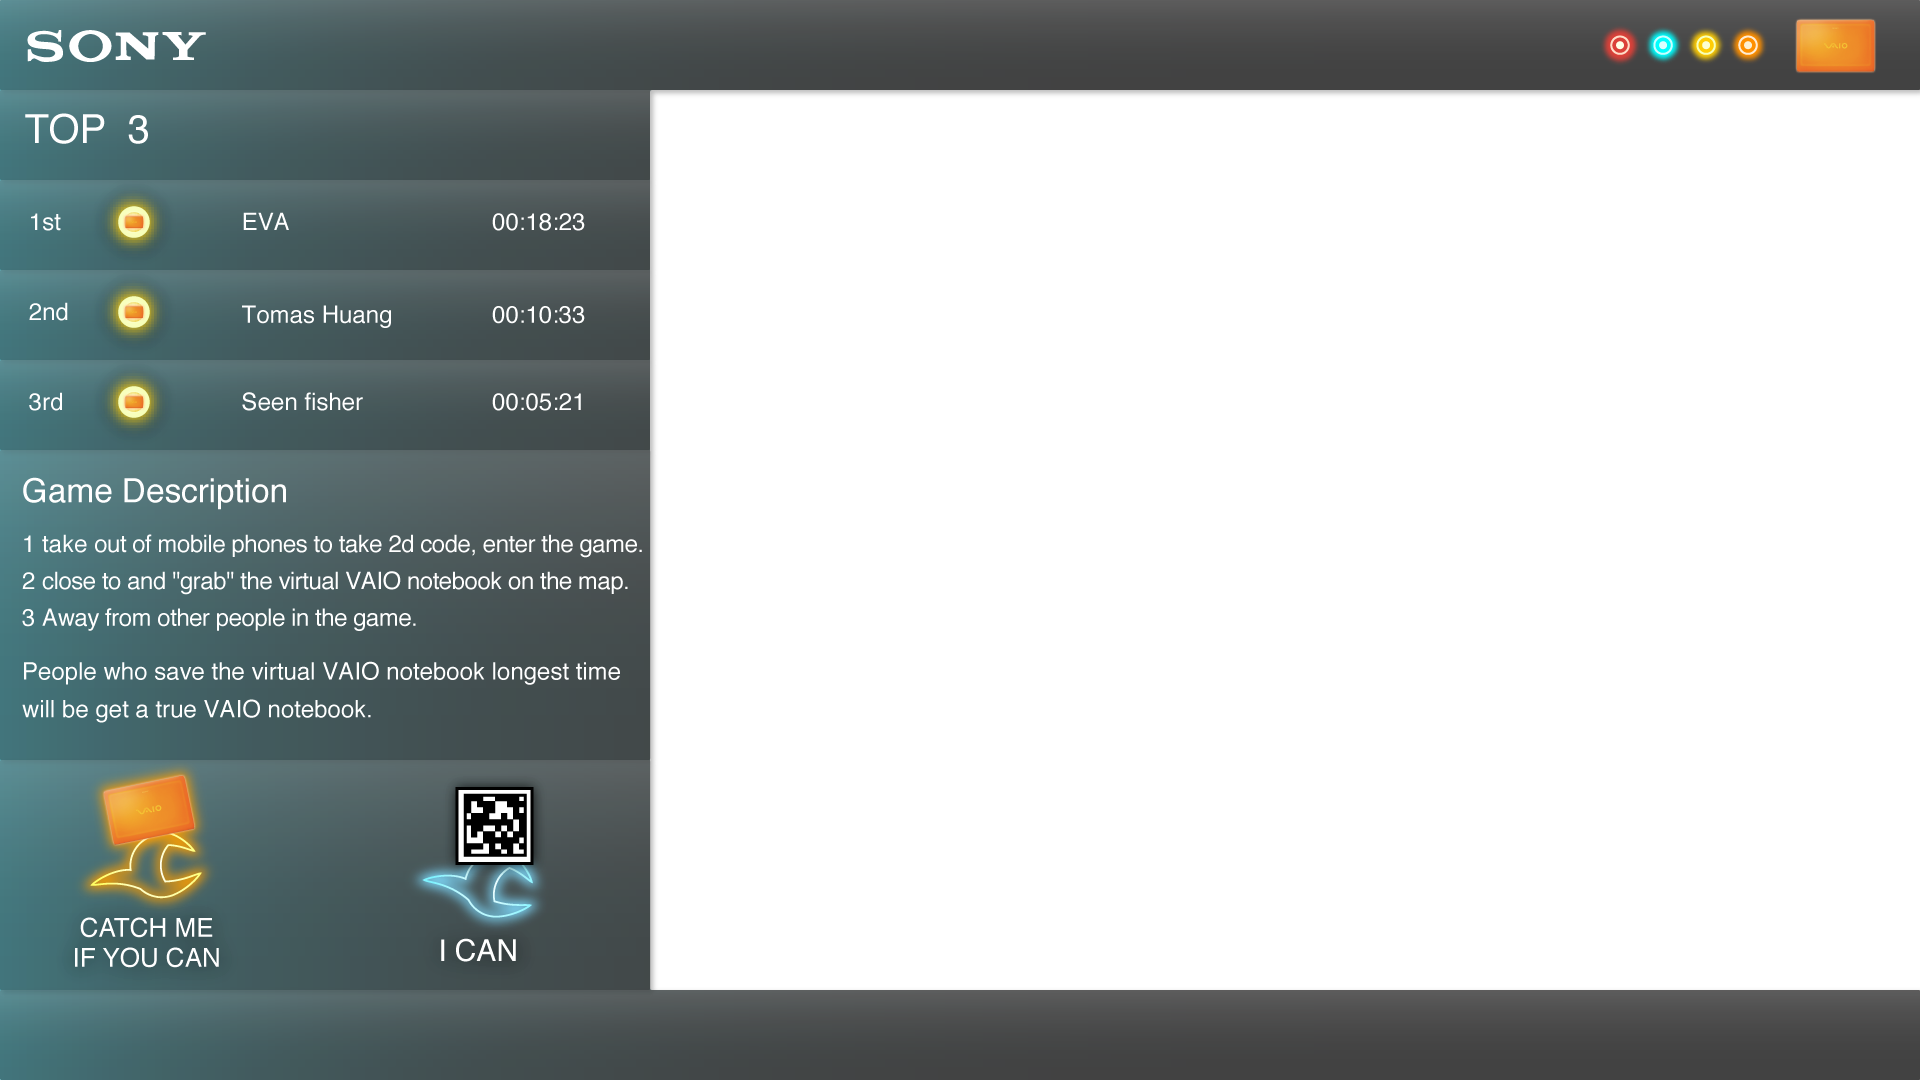 SONY
VAIO
TOP 3
1st EVA 00:18:23
2nd Tomas Huang 00:10:33
3rd Seen fisher 00:05:21
Game Description
1 take out of mobile phones to take 2d code, enter the game.
2 close to and "grab" the virtual VAIO notebook on the map.
3 Away from other people in the game.
People who save the virtual VAIO notebook longest time
will be get a true VAIO notebook.
VAIO
CATCH ME
IF YOU CAN
I CAN